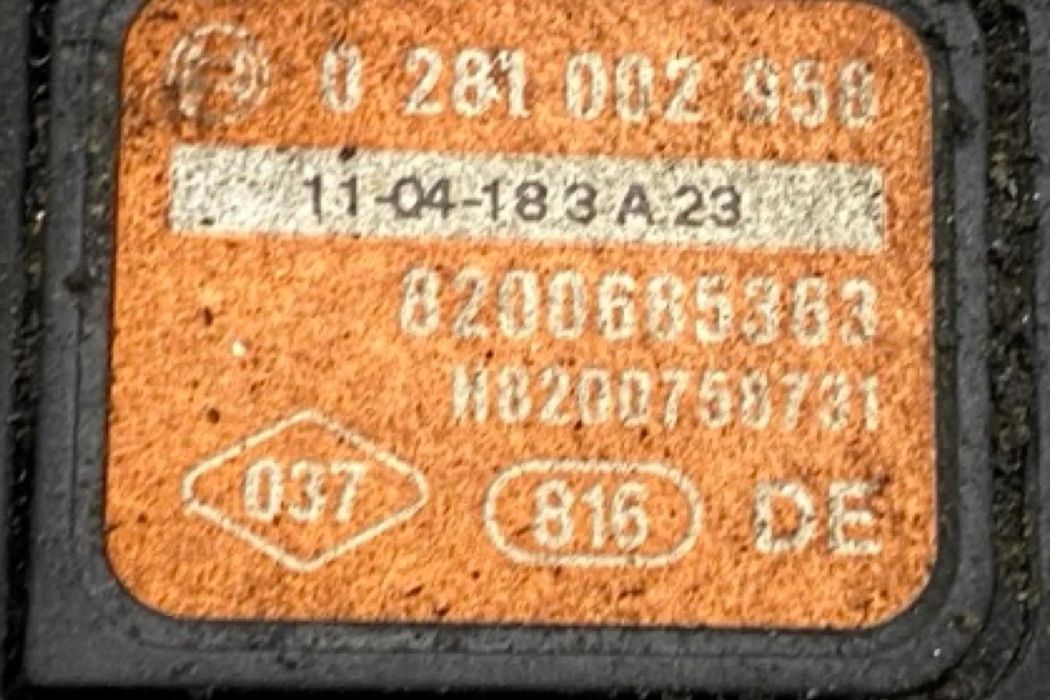 0 281 002 958
11-04-18 3 A 23
8200685363
H8200758731
037 816 DE